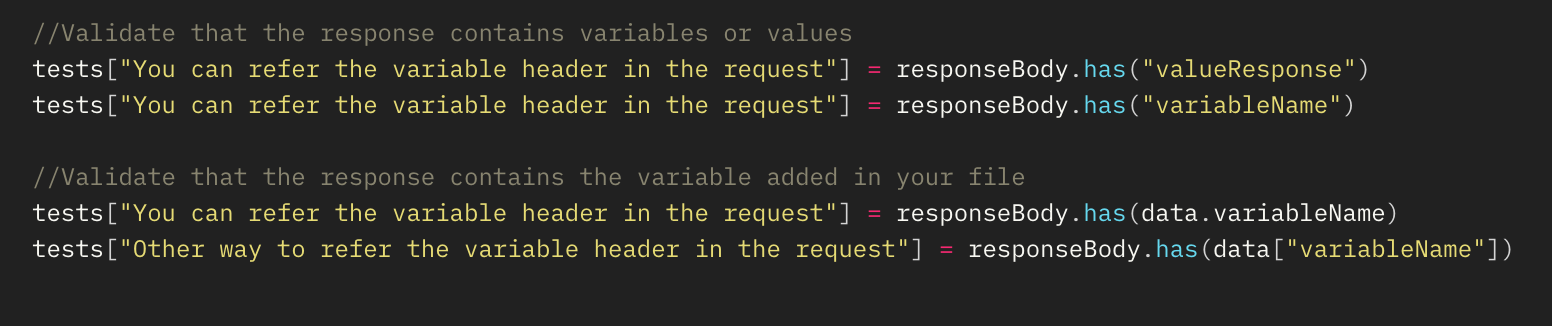 //Validate that the response contains variables or values
tests["You can refer the variable header in the request"] = responseBody.has("valueResponse")
tests["You can refer the variable header in the request"] = responseBody.has("variableName")
//Validate that the response contains the variable added in your file
tests["You can refer the variable header in the request"] = responseBody.has(data.variableName)
tests["Other way to refer the variable header in the request"] = responseBody.has(data["variableName"])